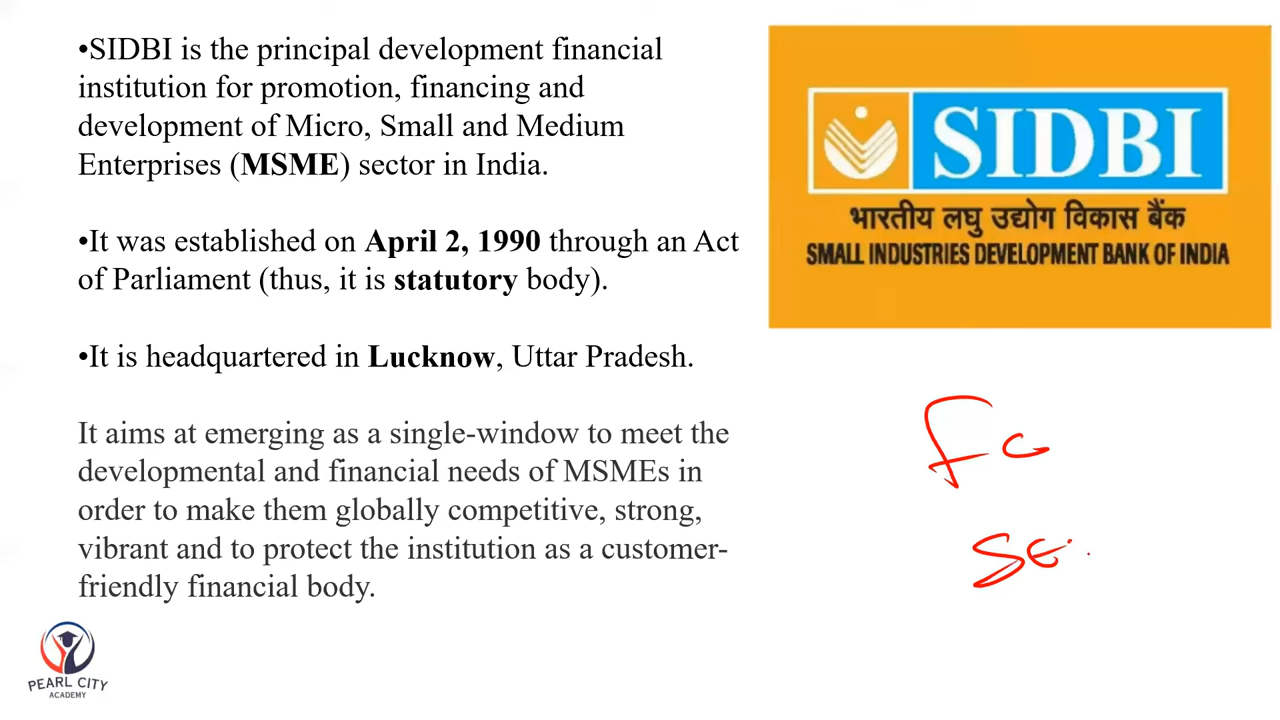 •SIDBI is the principal development financial
institution for promotion, financing and
development of Micro, Small and Medium
Enterprises (MSME) sector in India.
•It was established on April 2, 1990 through an Act
of Parliament (thus, it is statutory body).
•It is headquartered in Lucknow, Uttar Pradesh.
It aims at emerging as a single-window to meet the
developmental and financial needs of MSMEs in
order to make them globally competitive, strong,
vibrant and to protect the institution as a customer-
friendly financial body.
SIDBI
भारतीय लघु उद्योग विकास बैंक
SMALL INDUSTRIES DEVELOPMENT BANK OF INDIA
PEARL CITY
ACADEMY